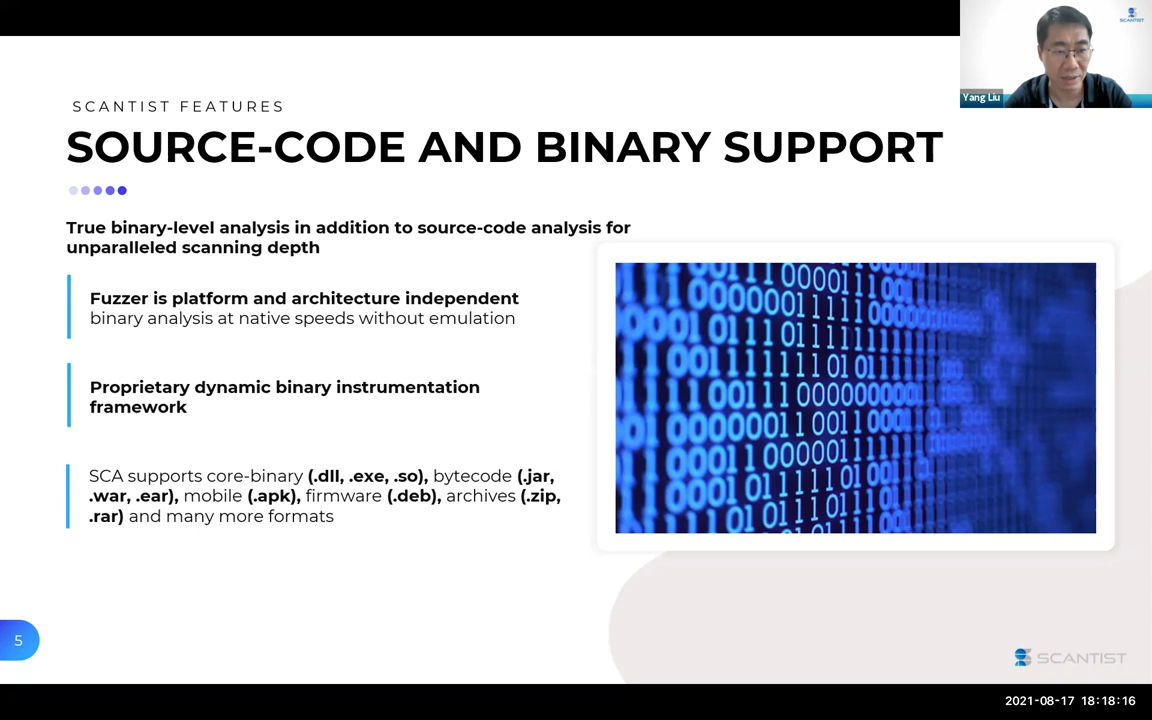 SCANTIST
Yang Liu
SCANTIST FEATURES
SOURCE-CODE AND BINARY SUPPORT
True binary-level analysis in addition to source-code analysis for
unparalleled scanning depth
Fuzzer is platform and architecture independent
binary analysis at native speeds without emulation
Proprietary dynamic binary instrumentation
framework
SCA supports core-binary (.dll, .exe, .so), bytecode (.jar,
.war, .ear), mobile (.apk), firmware (.deb), archives (.zip,
.rar) and many more formats
5
SCANTIST
2021-08-17 18:18:16